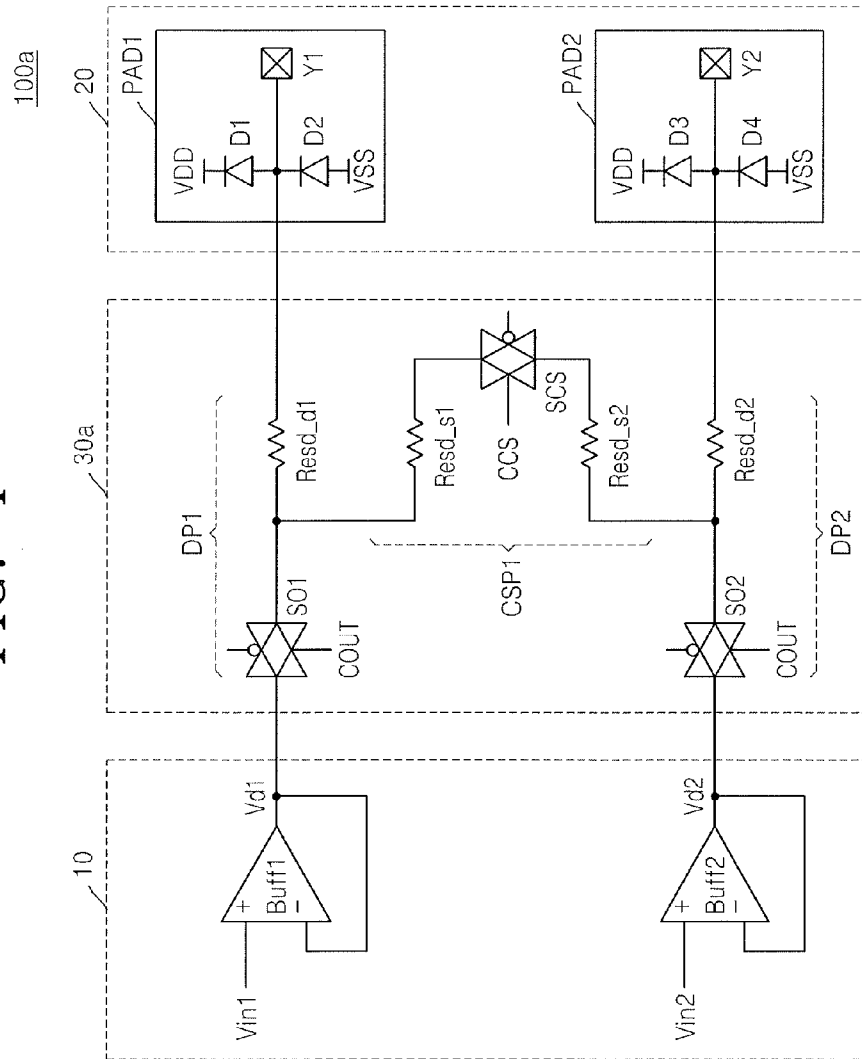 100a
10
30a
20
PAD1
VDD
D1
D2
VSS
Y1
DP1
Resd_d1
Vd1
Vin1
+
Buff1
−
SO1
COUT
Resd_s1
CSP1
CCS
SCS
Resd_s2
PAD2
VDD
D3
D4
VSS
Y2
Vd2
Vin2
+
Buff2
−
SO2
COUT
Resd_d2
DP2